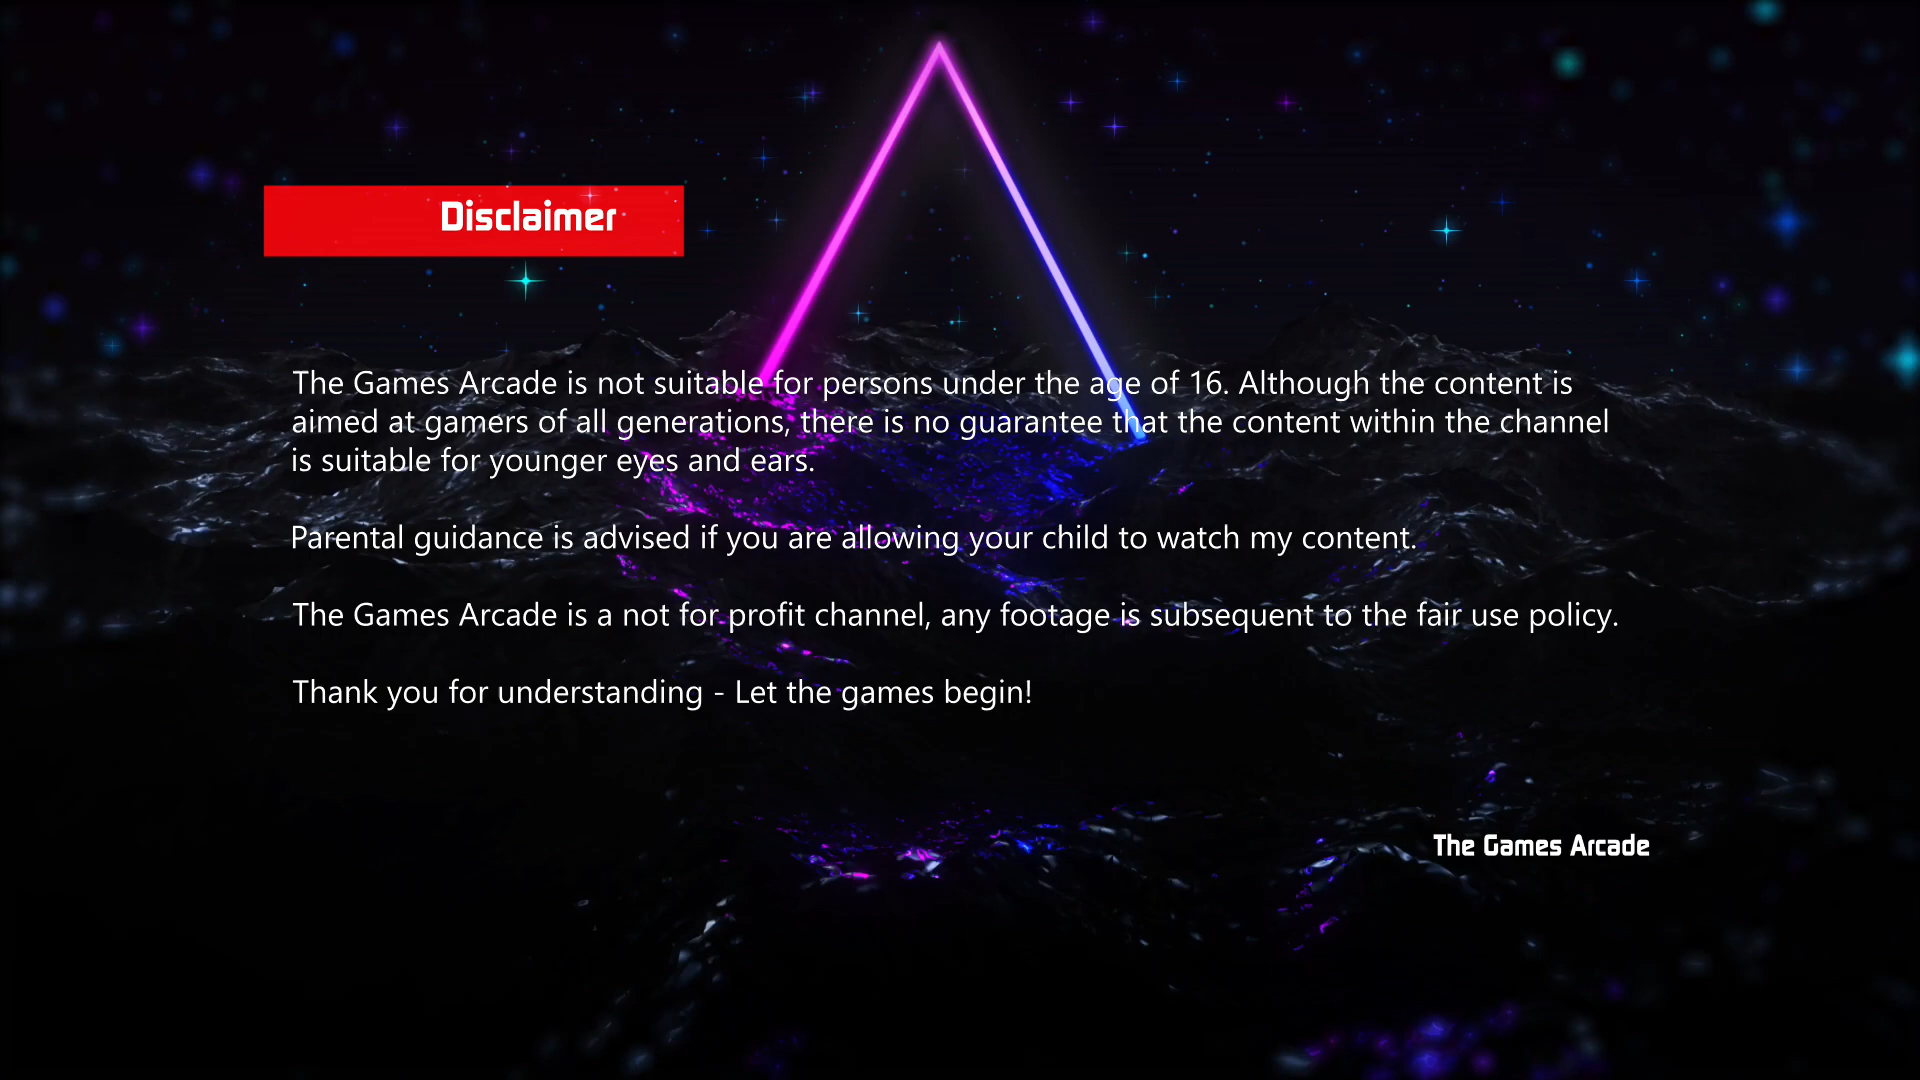 Disclaimer
The Games Arcade is not suitable for persons under the age of 16. Although the content is
aimed at gamers of all generations, there is no guarantee that the content within the channel
is suitable for younger eyes and ears.
Parental guidance is advised if you are allowing your child to watch my content.
The Games Arcade is a not for profit channel, any footage is subsequent to the fair use policy.
Thank you for understanding - Let the games begin!
The Games Arcade